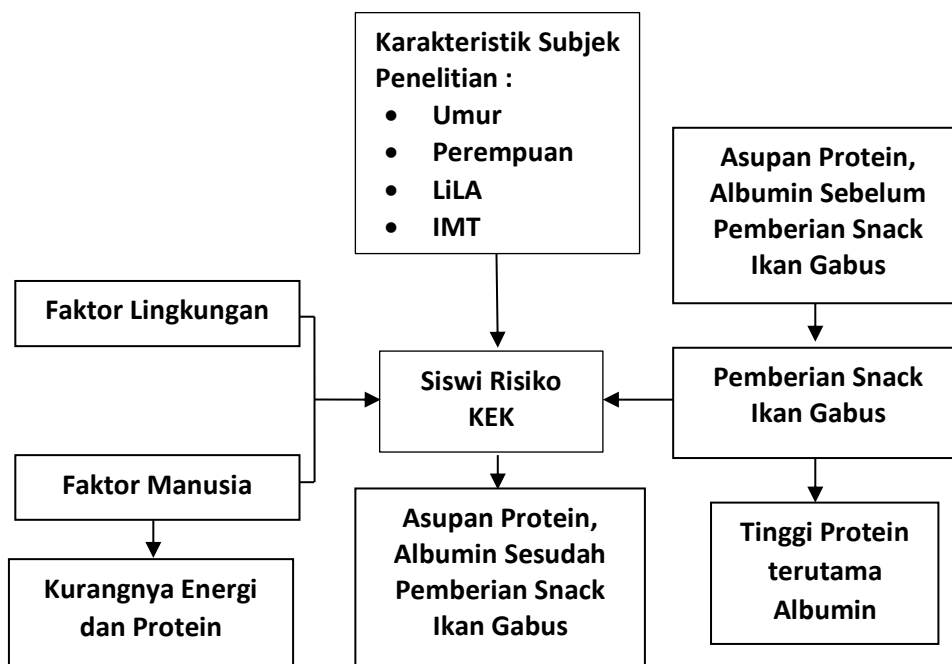 Karakteristik Subjek
Penelitian :
• Umur
• Perempuan
• LiLA
• IMT
Asupan Protein,
Albumin Sebelum
Pemberian Snack
Ikan Gabus
Faktor Lingkungan
Siswi Risiko
KEK
Pemberian Snack
Ikan Gabus
Faktor Manusia
Kurangnya Energi
dan Protein
Asupan Protein,
Albumin Sesudah
Pemberian Snack
Ikan Gabus
Tinggi Protein
terutama
Albumin